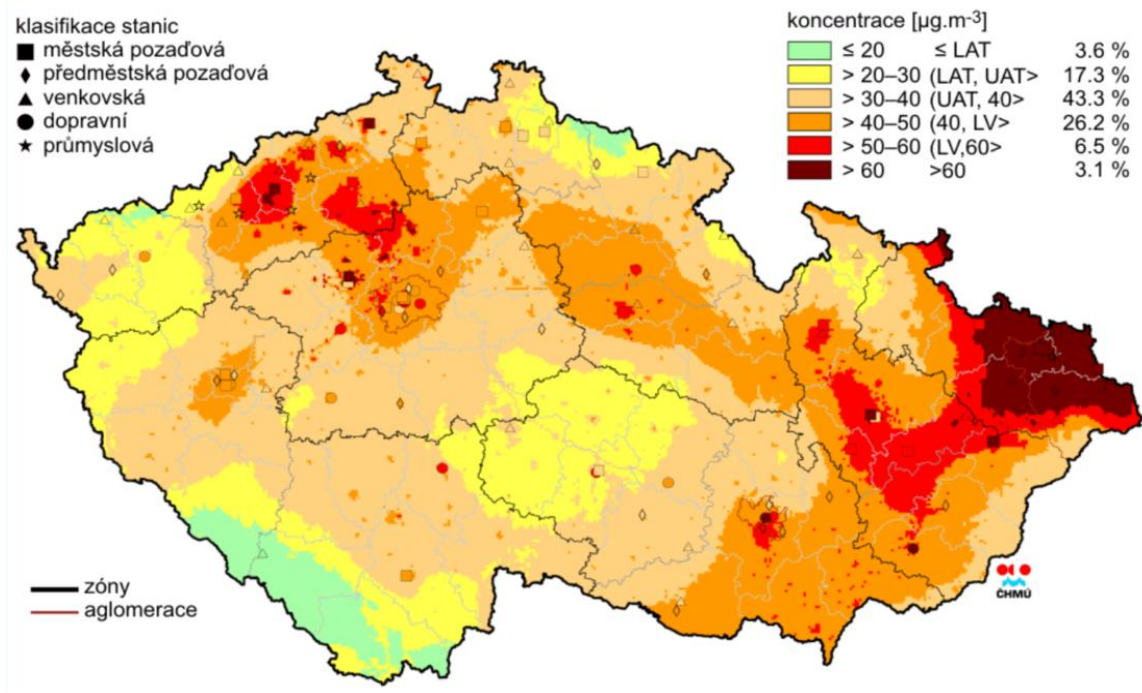 klasifikace stanic
městská pozaďová
předměstská pozaďová
venkovská
dopravní
průmyslová
koncentrace [µg.m-3]
≤ 20 ≤ LAT 3.6 %
> 20–30 (LAT, UAT> 17.3 %
> 30–40 (UAT, 40> 43.3 %
> 40–50 (40, LV> 26.2 %
> 50–60 (LV,60> 6.5 %
> 60 >60 3.1 %
zóny
aglomerace
ČHMÚ